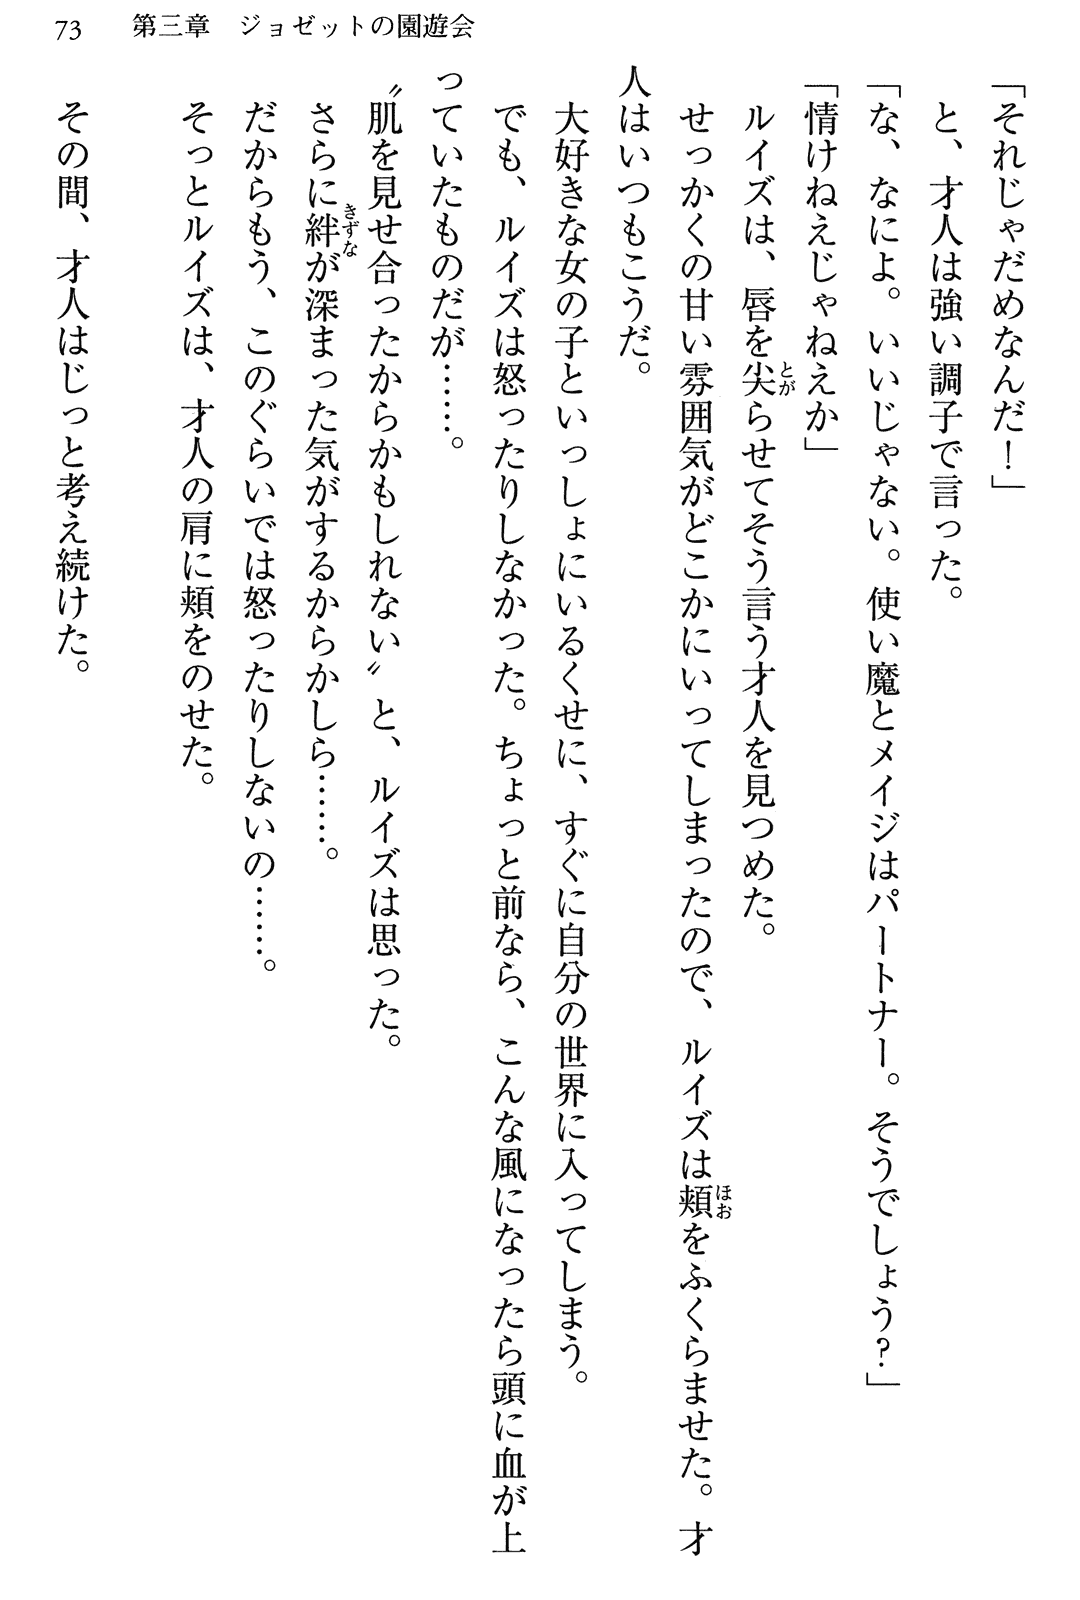 73　第三章　ジョゼットの園遊会
「それじゃだめなんだ！」
と、才人は強い調子で言った。
「な、なによ。いいじゃない。使い魔とメイジはパートナー。そうでしょう？」
「情けねえじゃねえか」
ルイズは、唇を尖らせてそう言う才人を見つめた。
せっかくの甘い雰囲気がどこかにいってしまったので、ルイズは頬をふくらませた。才
人はいつもこうだ。
大好きな女の子といっしょにいるくせに、すぐに自分の世界に入ってしまう。
でも、ルイズは怒ったりしなかった。ちょっと前なら、こんな風になったら頭に血が上
っていたものだが……。
〝肌を見せ合ったからかもしれない〟と、ルイズは思った。
さらに絆が深まった気がするからかしら……。
だからもう、このぐらいでは怒ったりしないの……。
そっとルイズは、才人の肩に頬をのせた。
その間、才人はじっと考え続けた。
とが
ほお
きずな